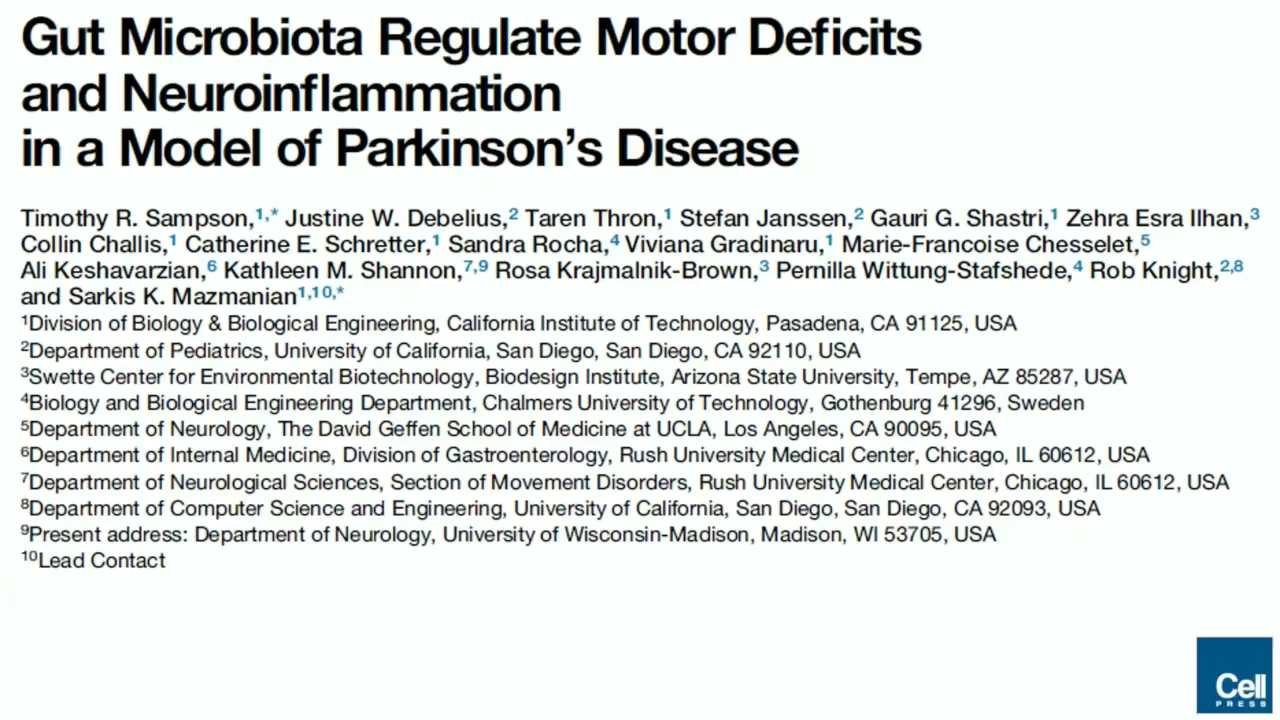 Gut Microbiota Regulate Motor Deficits
and Neuroinflammation
in a Model of Parkinson's Disease
Timothy R. Sampson,1,* Justine W. Debelius,2 Taren Thron,1 Stefan Janssen,2 Gauri G. Shastri,1 Zehra Esra Ilhan,3
Collin Challis,1 Catherine E. Schretter,1 Sandra Rocha,4 Viviana Gradinaru,1 Marie-Francoise Chesselet,5
Ali Keshavarzian,6 Kathleen M. Shannon,7,9 Rosa Krajmalnik-Brown,3 Pernilla Wittung-Stafshede,4 Rob Knight,2,8
and Sarkis K. Mazmanian1,10,*
1Division of Biology & Biological Engineering, California Institute of Technology, Pasadena, CA 91125, USA
2Department of Pediatrics, University of California, San Diego, San Diego, CA 92110, USA
3Swette Center for Environmental Biotechnology, Biodesign Institute, Arizona State University, Tempe, AZ 85287, USA
4Biology and Biological Engineering Department, Chalmers University of Technology, Gothenburg 41296, Sweden
5Department of Neurology, The David Geffen School of Medicine at UCLA, Los Angeles, CA 90095, USA
6Department of Internal Medicine, Division of Gastroenterology, Rush University Medical Center, Chicago, IL 60612, USA
7Department of Neurological Sciences, Section of Movement Disorders, Rush University Medical Center, Chicago, IL 60612, USA
8Department of Computer Science and Engineering, University of California, San Diego, San Diego, CA 92093, USA
9Present address: Department of Neurology, University of Wisconsin-Madison, Madison, WI 53705, USA
10Lead Contact
Cell
PRESS